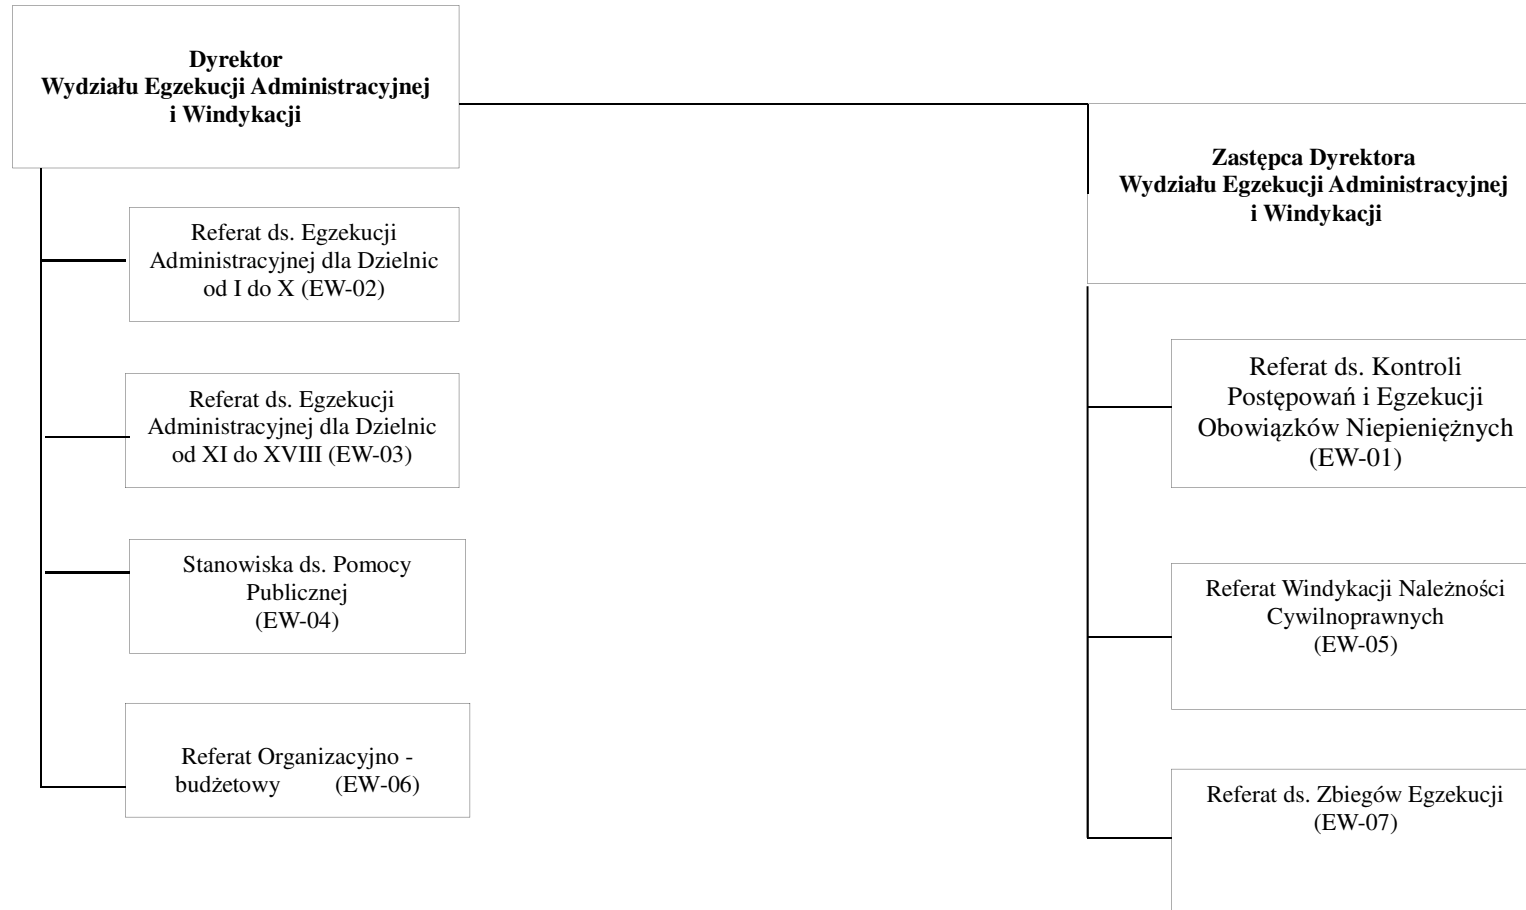 Dyrektor
Wydziału Egzekucji Administracyjnej
i Windykacji
Zastępca Dyrektora
Wydziału Egzekucji Administracyjnej
i Windykacji
Referat ds. Egzekucji
Administracyjnej dla Dzielnic
od I do X (EW-02)
Referat ds. Egzekucji
Administracyjnej dla Dzielnic
od XI do XVIII (EW-03)
Stanowiska ds. Pomocy
Publicznej
(EW-04)
Referat Organizacyjno -
budżetowy (EW-06)
Referat ds. Kontroli
Postępowań i Egzekucji
Obowiązków Niepieniężnych
(EW-01)
Referat Windykacji Należności
Cywilnoprawnych
(EW-05)
Referat ds. Zbiegów Egzekucji
(EW-07)